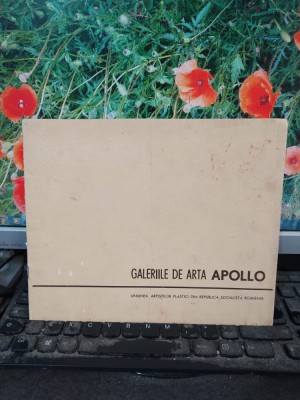 GALERIILE DE ARTA APOLLO
UNIUNEA ARTIȘTILOR PLASTICI DIN REPUBLICA SOCIALISTĂ ROMÂNIA